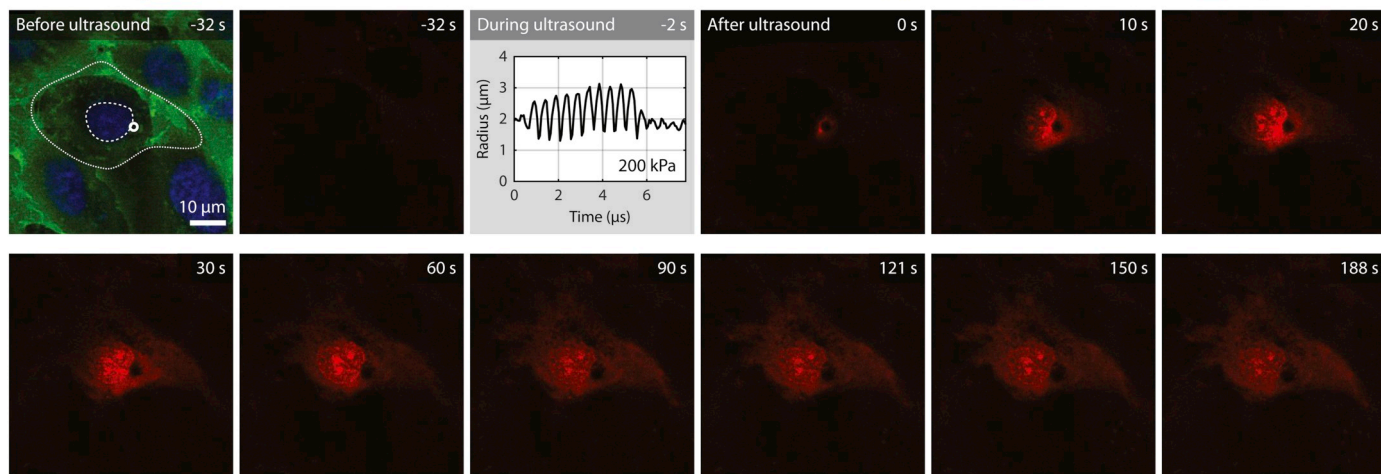 Before ultrasound -32 s
-32 s
During ultrasound -2 s
After ultrasound 0 s
10 s
20 s
10 μm
4
3
2
1
0
Radius (μm)
200 kPa
0 2 4 6
Time (μs)
30 s
60 s
90 s
121 s
150 s
188 s